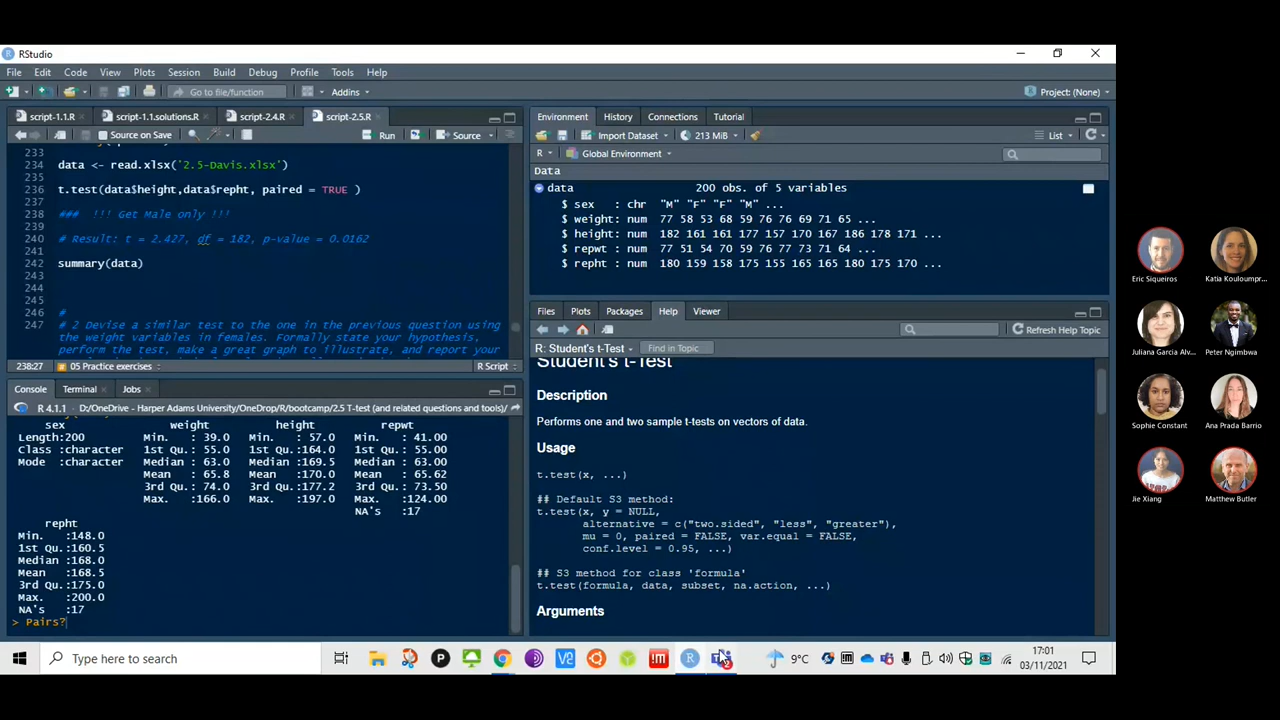 RStudio
File Edit Code View Plots Session Build Debug Profile Tools Help
Go to file/function Addins Project: (None)
script-1.1.R script-1.1.solutions.R script-2.4.R script-2.5.R
Source on Save Run Source
233
234 data <- read.xlsx('2.5-Davis.xlsx')
235
236 t.test(data$height,data$repht, paired = TRUE )
237
238 ### !!! Get Male only !!!
239
240 # Result: t = 2.427, df = 182, p-value = 0.0162
241
242 summary(data)
243
244
245
246 #
247 # 2 Devise a similar test to the one in the previous question using
the weight variables in females. Formally state your hypothesis,
perform the test, make a great graph to illustrate, and report your
238:27 05 Practice exercises R Script
Console Terminal Jobs
R 4.1.1 · D:/OneDrive - Harper Adams University/OneDrop/R/bootcamp/2.5 T-test (and related questions and tools)/
sex weight height repwt
Length:200 Min. : 39.0 Min. : 57.0 Min. : 41.00
Class :character 1st Qu.: 55.0 1st Qu.:164.0 1st Qu.: 55.00
Mode :character Median : 63.0 Median :169.5 Median : 63.00
Mean : 65.8 Mean :170.0 Mean : 65.62
3rd Qu.: 74.0 3rd Qu.:177.2 3rd Qu.: 73.50
Max. :166.0 Max. :197.0 Max. :124.00
NA's :17
repht
Min. :148.0
1st Qu.:160.5
Median :168.0
Mean :168.5
3rd Qu.:175.0
Max. :200.0
NA's :17
> Pairs?
Environment History Connections Tutorial
Import Dataset 213 MiB List
R Global Environment
Data
data 200 obs. of 5 variables
$ sex : chr "M" "F" "F" "M" ...
$ weight: num 77 58 53 68 59 76 76 69 71 65 ...
$ height: num 182 161 161 177 157 170 167 186 178 171 ...
$ repwt : num 77 51 54 70 59 76 77 73 71 64 ...
$ repht : num 180 159 158 175 155 165 165 180 175 170 ...
Files Plots Packages Help Viewer
Refresh Help Topic
R: Student's t-Test Find in Topic
Student's t-Test
Description
Performs one and two sample t-tests on vectors of data.
Usage
t.test(x, ...)
## Default S3 method:
t.test(x, y = NULL,
alternative = c("two.sided", "less", "greater"),
mu = 0, paired = FALSE, var.equal = FALSE,
conf.level = 0.95, ...)
## S3 method for class 'formula'
t.test(formula, data, subset, na.action, ...)
Arguments
Type here to search
9°C
17:01
03/11/2021
Eric Siqueiros Katia Kouloumpr...
Juliana Garcia Alv... Peter Ngimbwa
Sophie Constant Ana Prada Barrio
Jie Xiang Matthew Butler